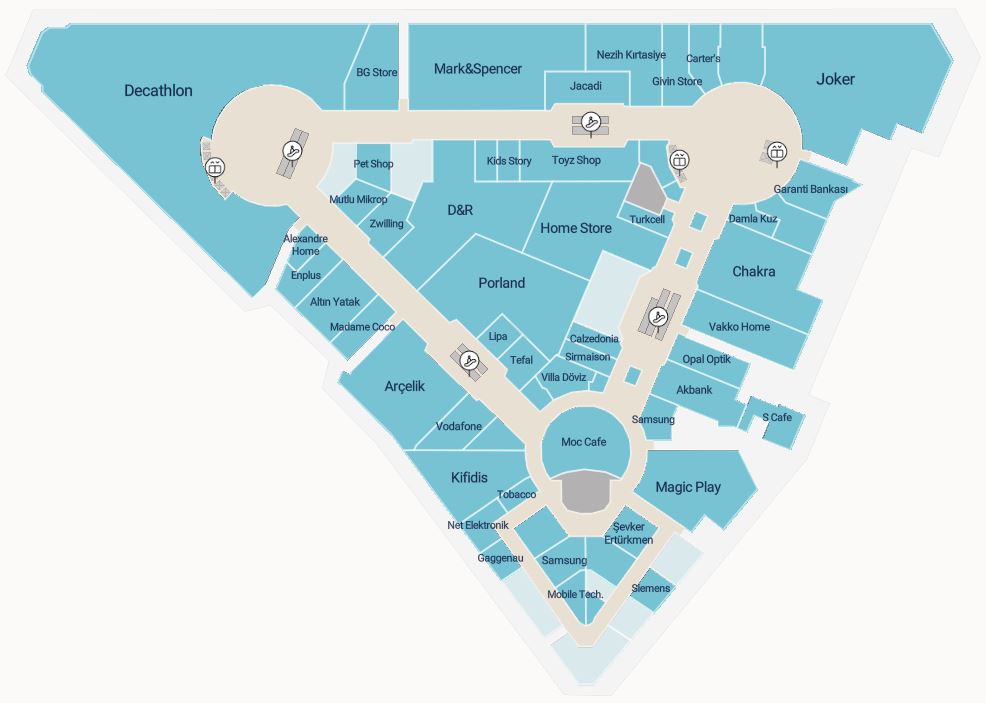 Decathlon
BG Store
Mark&Spencer
Nezih Kırtasiye
Carter's
Jacadi
Givin Store
Joker
Pet Shop
Kids Story
Toyz Shop
Garanti Bankası
Mutlu Mikrop
Zwilling
D&R
Home Store
Turkcell
Damla Kuz
Alexandre
Home
Enplus
Altın Yatak
Madame Coco
Porland
Chakra
Vakko Home
Lipa
Tefal
Calzedonia
Sirmaison
Villa Döviz
Opal Optik
Akbank
Arçelik
Vodafone
Moc Cafe
Samsung
S Cafe
Kifidis
Tobacco
Magic Play
Net Elektronik
Gaggenau
Samsung
Şevker
Ertürkmen
Mobile Tech.
Siemens